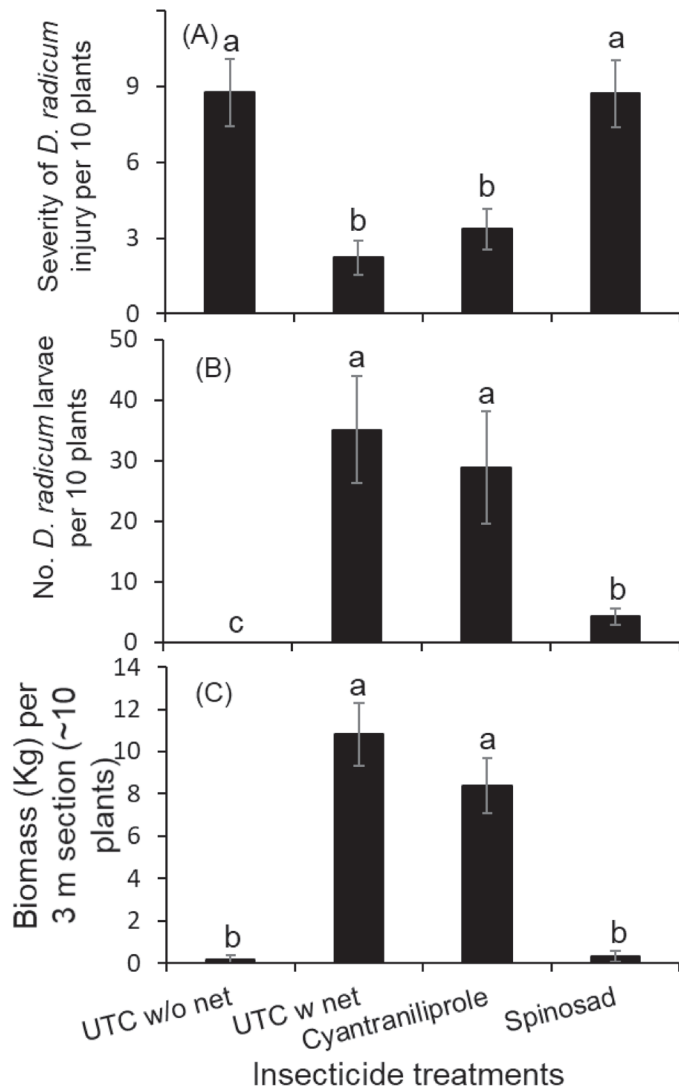 (A)
Severity of D. radicum
injury per 10 plants
9
6
3
0
a
b
b
a
(B)
No. D. radicum larvae
per 10 plants
50
40
30
20
10
0
c
a
a
b
(C)
Biomass (Kg) per
3 m section (~10
plants)
14
12
10
8
6
4
2
0
b
a
a
b
UTC w/o net
UTC w net
Cyantraniliprole
Spinosad
Insecticide treatments